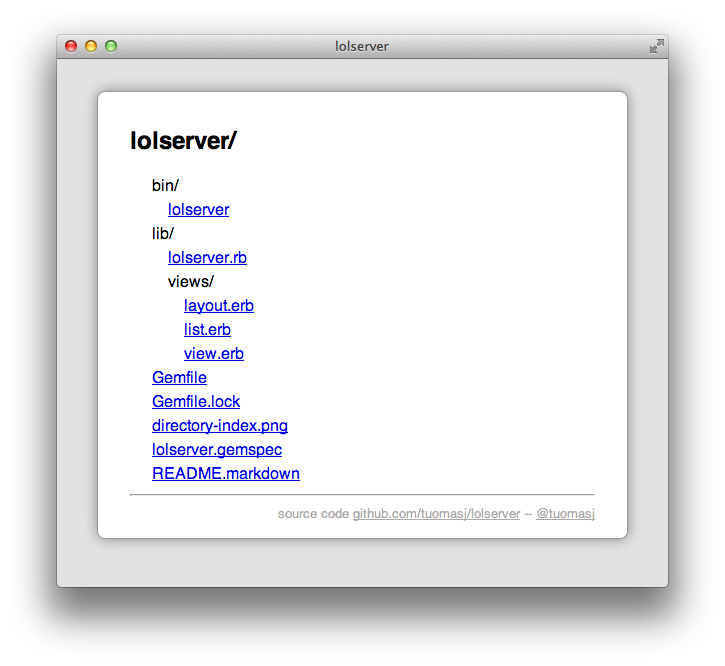 lolserver
lolserver/
bin/
lolserver
lib/
lolserver.rb
views/
layout.erb
list.erb
view.erb
Gemfile
Gemfile.lock
directory-index.png
lolserver.gemspec
README.markdown
source code github.com/tuomasj/lolserver -- @tuomasj